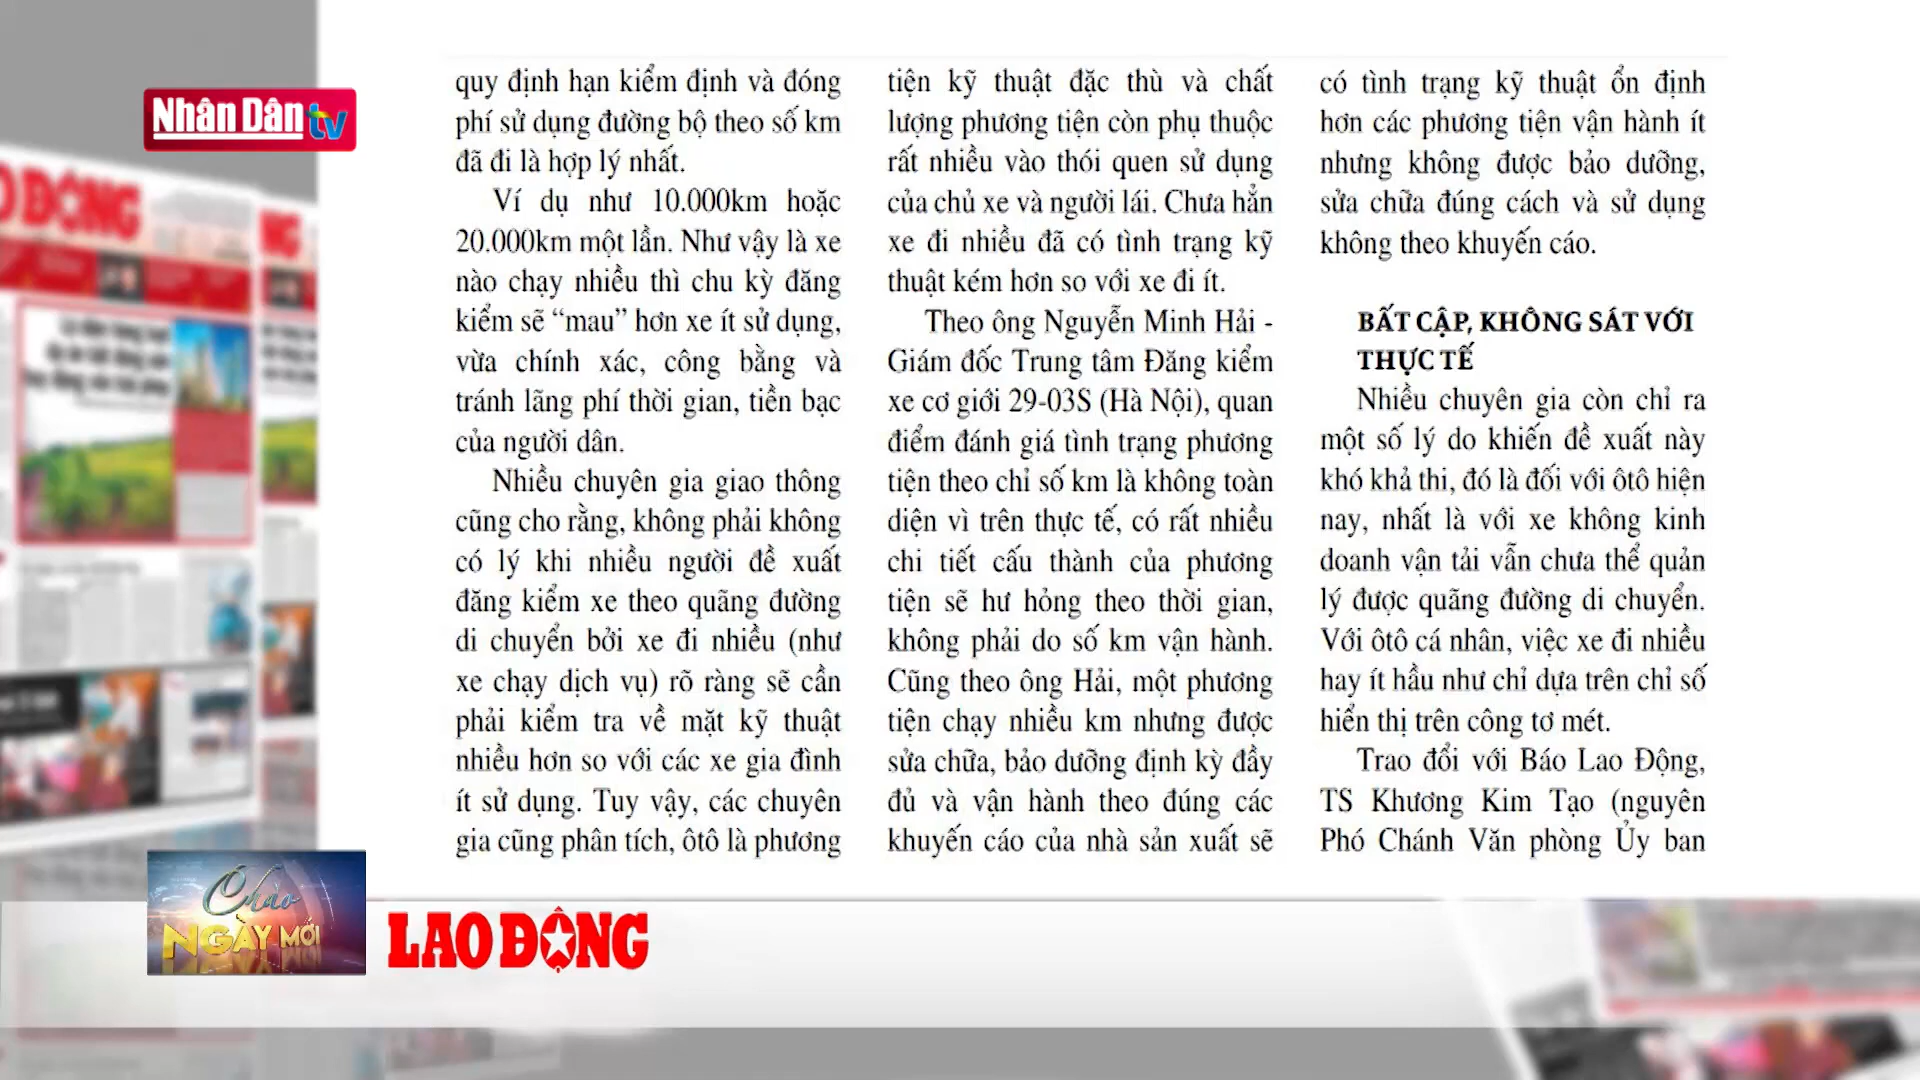 Nhân Dân tv
quy định hạn kiểm định và đóng
phí sử dụng đường bộ theo số km
đã đi là hợp lý nhất.
Ví dụ như 10.000km hoặc
20.000km một lần. Như vậy là xe
nào chạy nhiều thì chu kỳ đăng
kiểm sẽ “mau” hơn xe ít sử dụng,
vừa chính xác, công bằng và
tránh lãng phí thời gian, tiền bạc
của người dân.
Nhiều chuyên gia giao thông
cũng cho rằng, không phải không
có lý khi nhiều người đề xuất
đăng kiểm xe theo quãng đường
di chuyển bởi xe đi nhiều (như
xe chạy dịch vụ) rõ ràng sẽ cần
phải kiểm tra về mặt kỹ thuật
nhiều hơn so với các xe gia đình
ít sử dụng. Tuy vậy, các chuyên
gia cũng phân tích, ôtô là phương
tiện kỹ thuật đặc thù và chất
lượng phương tiện còn phụ thuộc
rất nhiều vào thói quen sử dụng
của chủ xe và người lái. Chưa hẳn
xe đi nhiều đã có tình trạng kỹ
thuật kém hơn so với xe đi ít.
Theo ông Nguyễn Minh Hải -
Giám đốc Trung tâm Đăng kiểm
xe cơ giới 29-03S (Hà Nội), quan
điểm đánh giá tình trạng phương
tiện theo chỉ số km là không toàn
diện vì trên thực tế, có rất nhiều
chi tiết cấu thành của phương
tiện sẽ hư hỏng theo thời gian,
không phải do số km vận hành.
Cũng theo ông Hải, một phương
tiện chạy nhiều km nhưng được
sửa chữa, bảo dưỡng định kỳ đầy
đủ và vận hành theo đúng các
khuyến cáo của nhà sản xuất sẽ
có tình trạng kỹ thuật ổn định
hơn các phương tiện vận hành ít
nhưng không được bảo dưỡng,
sửa chữa đúng cách và sử dụng
không theo khuyến cáo.
BẤT CẬP, KHÔNG SÁT VỚI
THỰC TẾ
Nhiều chuyên gia còn chỉ ra
một số lý do khiến đề xuất này
khó khả thi, đó là đối với ôtô hiện
nay, nhất là với xe không kinh
doanh vận tải vẫn chưa thể quản
lý được quãng đường di chuyển.
Với ôtô cá nhân, việc xe đi nhiều
hay ít hầu như chỉ dựa trên chỉ số
hiển thị trên công tơ mét.
Trao đổi với Báo Lao Động,
TS Khương Kim Tạo (nguyên
Phó Chánh Văn phòng Ủy ban
Chào
NGÀY MỚI
LAO ĐỘNG